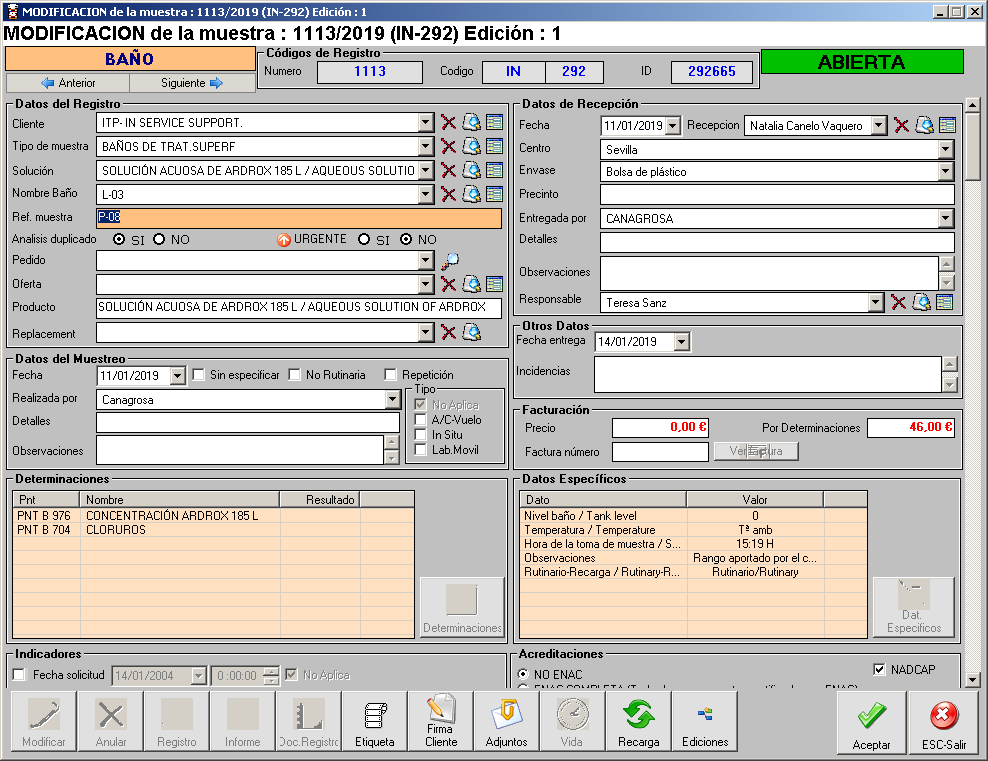 MODIFICACION de la muestra : 1113/2019 (IN-292) Edición : 1
MODIFICACION de la muestra : 1113/2019 (IN-292) Edición : 1
BAÑO
Anterior
Siguiente
Códigos de Registro
Numero 1113 Codigo IN 292 ID 292665
ABIERTA
Datos del Registro
Cliente ITP- IN SERVICE SUPPORT.
Tipo de muestra BAÑOS DE TRAT.SUPERF
Solución SOLUCIÓN ACUOSA DE ARDROX 185 L / AQUEOUS SOLUTIO
Nombre Baño L-03
Ref. muestra P-08
Analisis duplicado SI NO URGENTE SI NO
Pedido
Oferta
Producto SOLUCIÓN ACUOSA DE ARDROX 185 L / AQUEOUS SOLUTION OF ARDROX
Replacement
Datos de Recepción
Fecha 11/01/2019 Recepcion Natalia Canelo Vaquero
Centro Sevilla
Envase Bolsa de plástico
Precinto
Entregada por CANAGROSA
Detalles
Observaciones
Responsable Teresa Sanz
Otros Datos
Fecha entrega 14/01/2019
Incidencias
Datos del Muestreo
Fecha 11/01/2019 Sin especificar No Rutinaria Repetición
Realizada por Canagrosa
Detalles
Observaciones
Tipo
No Aplica
A/C-Vuelo
In Situ
Lab.Movil
Facturación
Precio 0,00 € Por Determinaciones 46,00 €
Factura número
Determinaciones
Pnt Nombre Resultado
PNT B 976 CONCENTRACIÓN ARDROX 185 L
PNT B 704 CLORUROS
Determinaciones
Datos Específicos
Dato Valor
Nivel baño / Tank level 0
Temperatura / Temperature Tª amb
Hora de la toma de muestra / S... 15:19 H
Observaciones Rango aportado por el c...
Rutinario-Recarga / Rutinary-R... Rutinario/Rutinary
Dat.
Especificos
Indicadores
Fecha solicitud 14/01/2004 0:00:00 No Aplica
Acreditaciones
NO ENAC
NADCAP
Modificar
Anular
Registro
Informe
Doc.Registro
Etiqueta
Firma
Cliente
Adjuntos
Vida
Recarga
Ediciones
Aceptar
ESC-Salir